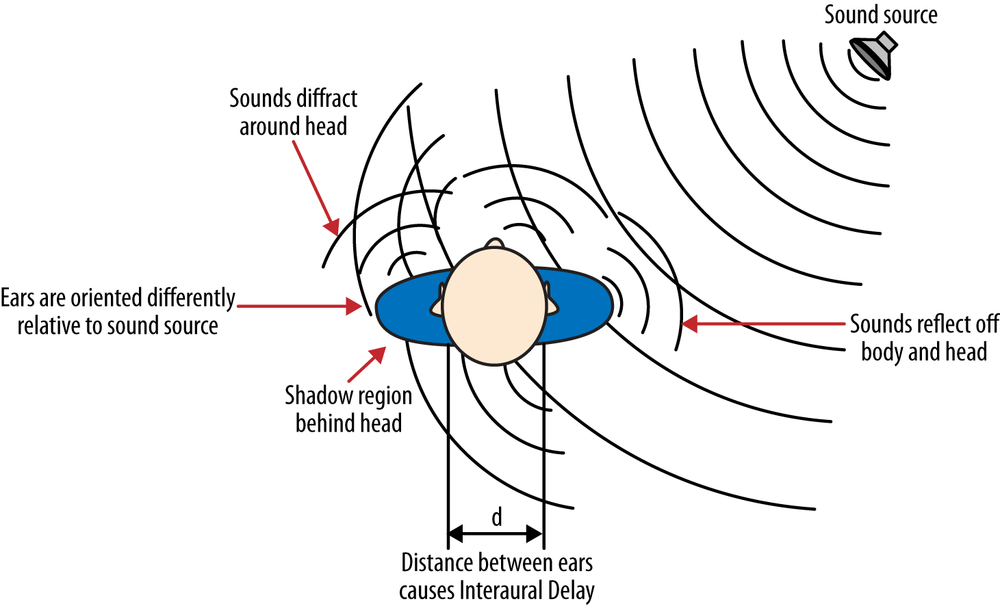 Sound source
Sounds diffract
around head
Ears are oriented differently
relative to sound source
Sounds reflect off
body and head
Shadow region
behind head
d
Distance between ears
causes Interaural Delay